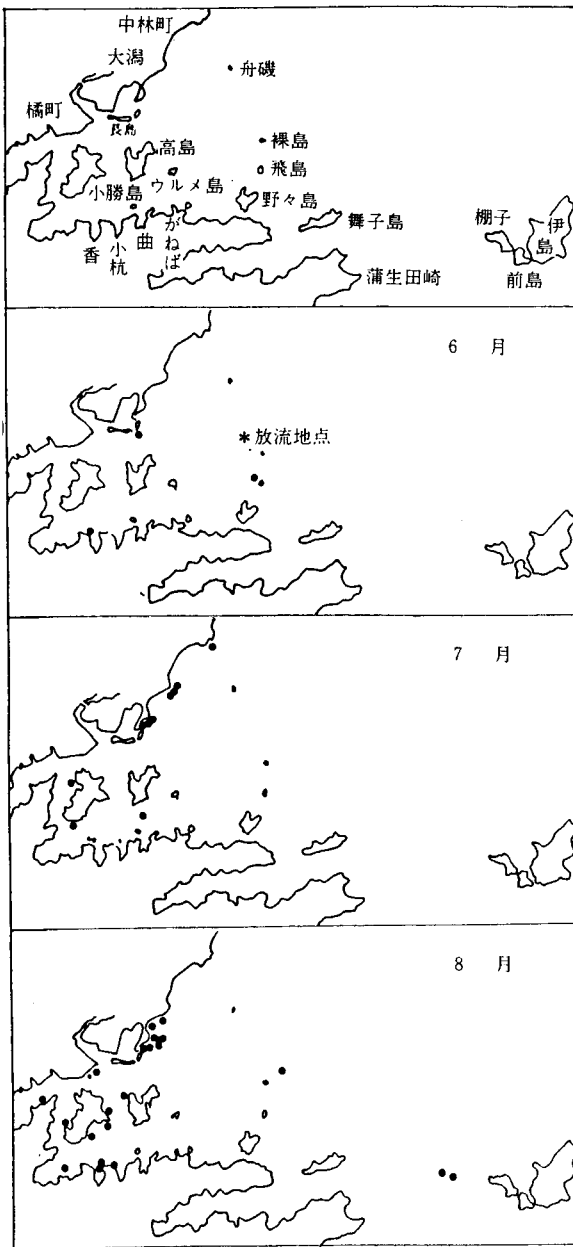 中林町
大潟
舟磯
橘町
長島
裸島
高島
飛島
ウルメ島
小勝島
野々島
舞子島
棚子
伊島
がねば
曲
小杭
香
蒲生田崎
前島
6 月
*放流地点
7 月
8 月